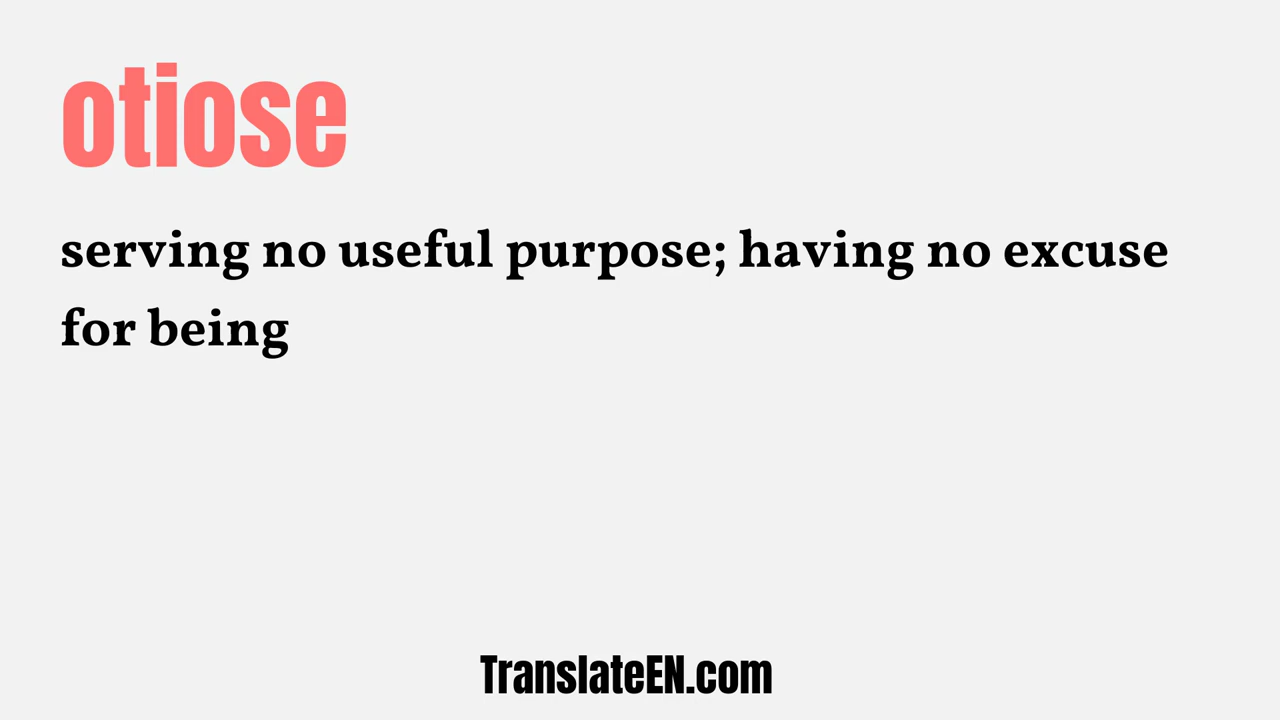 otiose
serving no useful purpose; having no excuse
for being
TranslateEN.com